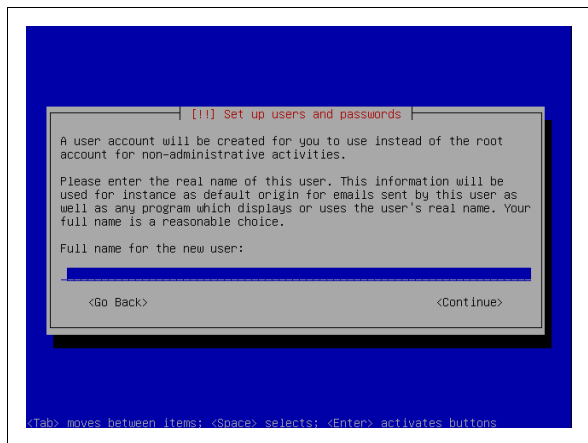 [!!] Set up users and passwords
A user account will be created for you to use instead of the root
account for non-administrative activities.
Please enter the real name of this user. This information will be
used for instance as default origin for emails sent by this user as
well as any program which displays or uses the user's real name. Your
full name is a reasonable choice.
Full name for the new user:
<Go Back> <Continue>
<Tab> moves between items; <Space> selects; <Enter> activates buttons